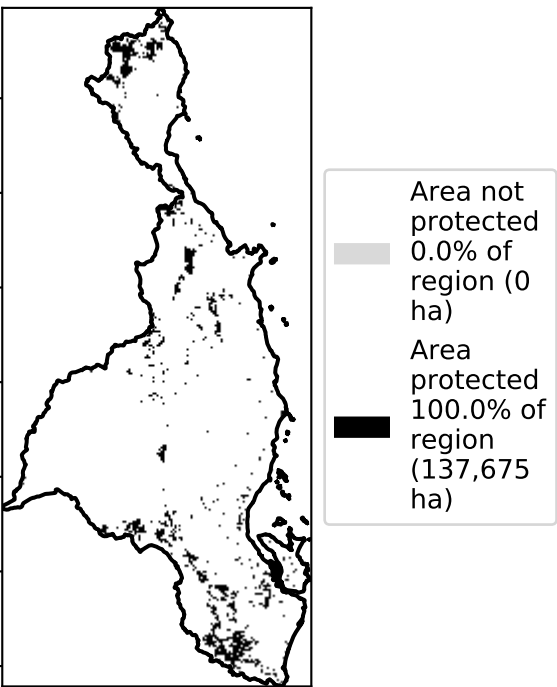 Area not
protected
0.0% of
region (0
ha)
Area
protected
100.0% of
region
(137,675
ha)